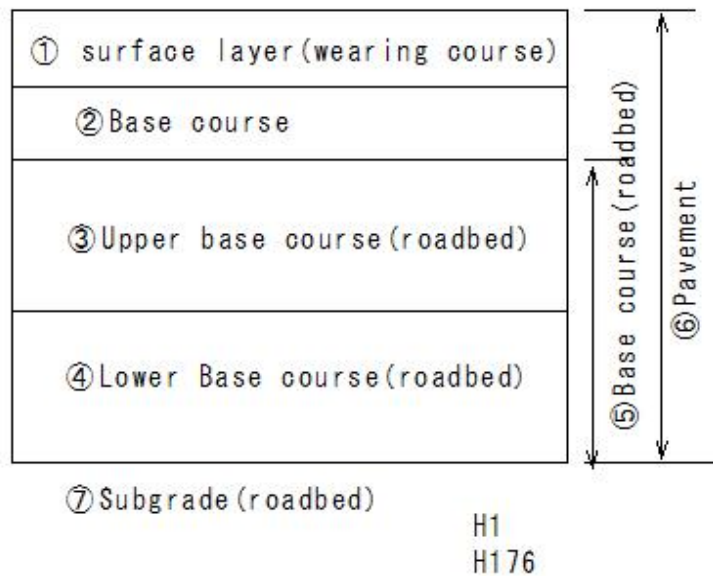 ① surface layer(wearing course)
②Base course
③Upper base course(roadbed)
④Lower Base course(roadbed)
⑤Base course(roadbed)
⑥Pavement
⑦Subgrade(roadbed)
H1
H176